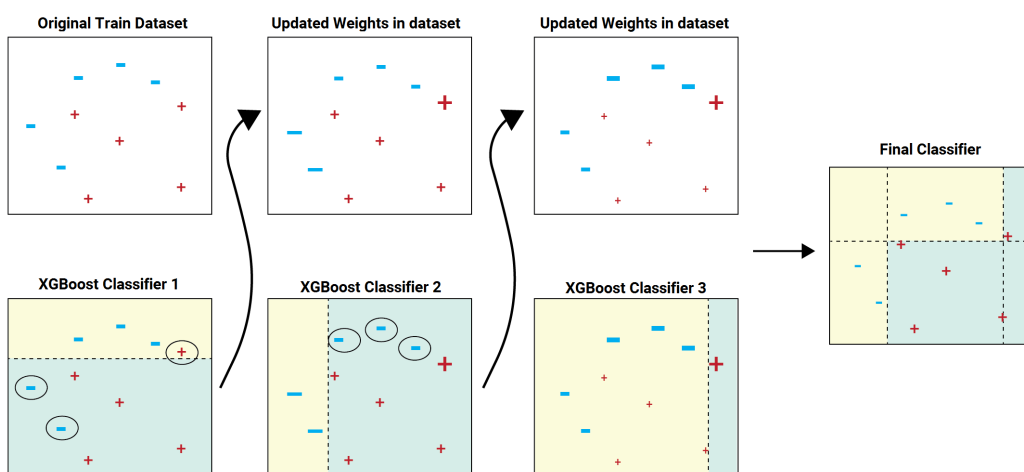 Original Train Dataset
Updated Weights in dataset
Updated Weights in dataset
Final Classifier
XGBoost Classifier 1
XGBoost Classifier 2
XGBoost Classifier 3